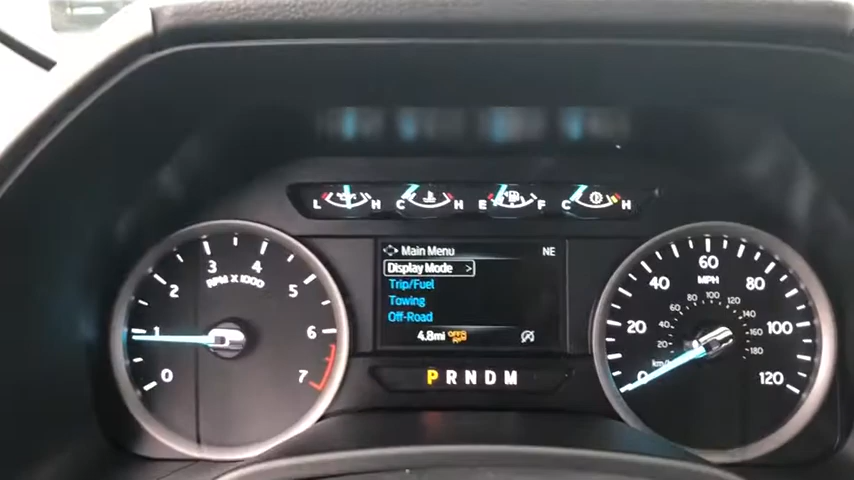 L H C H E F C H
Main Menu NE
Display Mode >
Trip/Fuel
Towing
Off-Road
4.8mi OFF
P R N D M
0 1 2 3 4 5 6 7
RPM X 1000
0 20 40 60 80 100 120
MPH
20 40 60 80 100 120 140 160 180